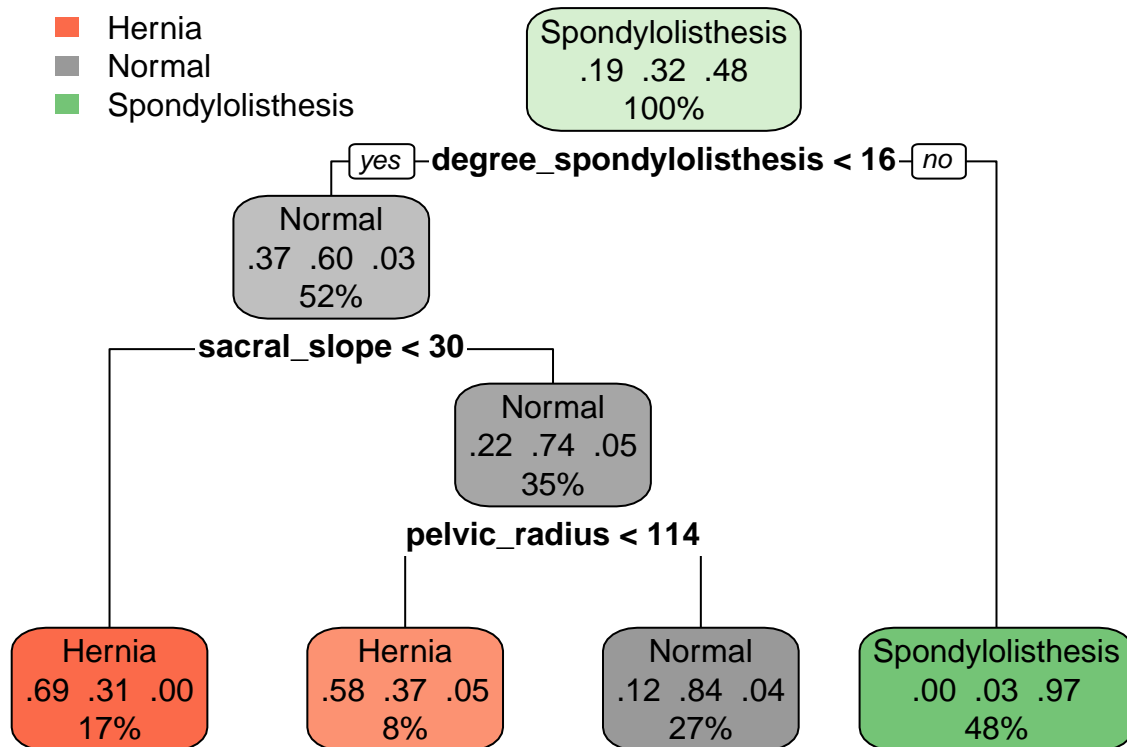 Hernia
Normal
Spondylolisthesis
Spondylolisthesis
.19 .32 .48
100%
yes degree_spondylolisthesis < 16 no
Normal
.37 .60 .03
52%
sacral_slope < 30
Normal
.22 .74 .05
35%
pelvic_radius < 114
Hernia
.69 .31 .00
17%
Hernia
.58 .37 .05
8%
Normal
.12 .84 .04
27%
Spondylolisthesis
.00 .03 .97
48%